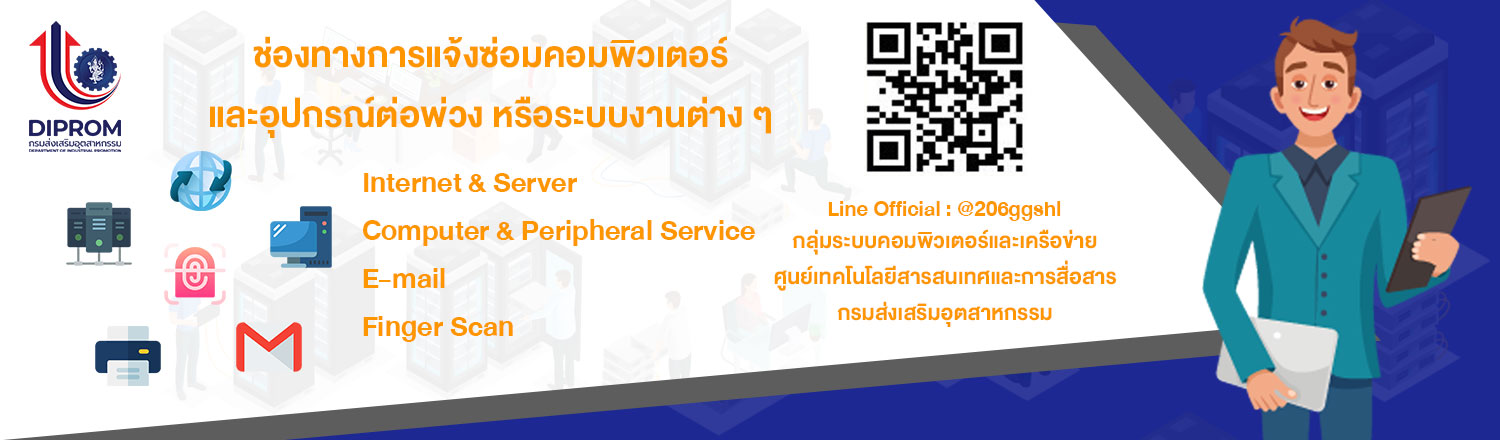 DIPROM
กรมส่งเสริมอุตสาหกรรม
DEPARTMENT OF INDUSTRIAL PROMOTION
ช่องทางการแจ้งซ่อมคอมพิวเตอร์
และอุปกรณ์ต่อพ่วง หรือระบบงานต่าง ๆ
Internet & Server
Computer & Peripheral Service
E-mail
Finger Scan
Line Official : @206ggshl
กลุ่มระบบคอมพิวเตอร์และเครือข่าย
ศูนย์เทคโนโลยีสารสนเทศและการสื่อสาร
กรมส่งเสริมอุตสาหกรรม